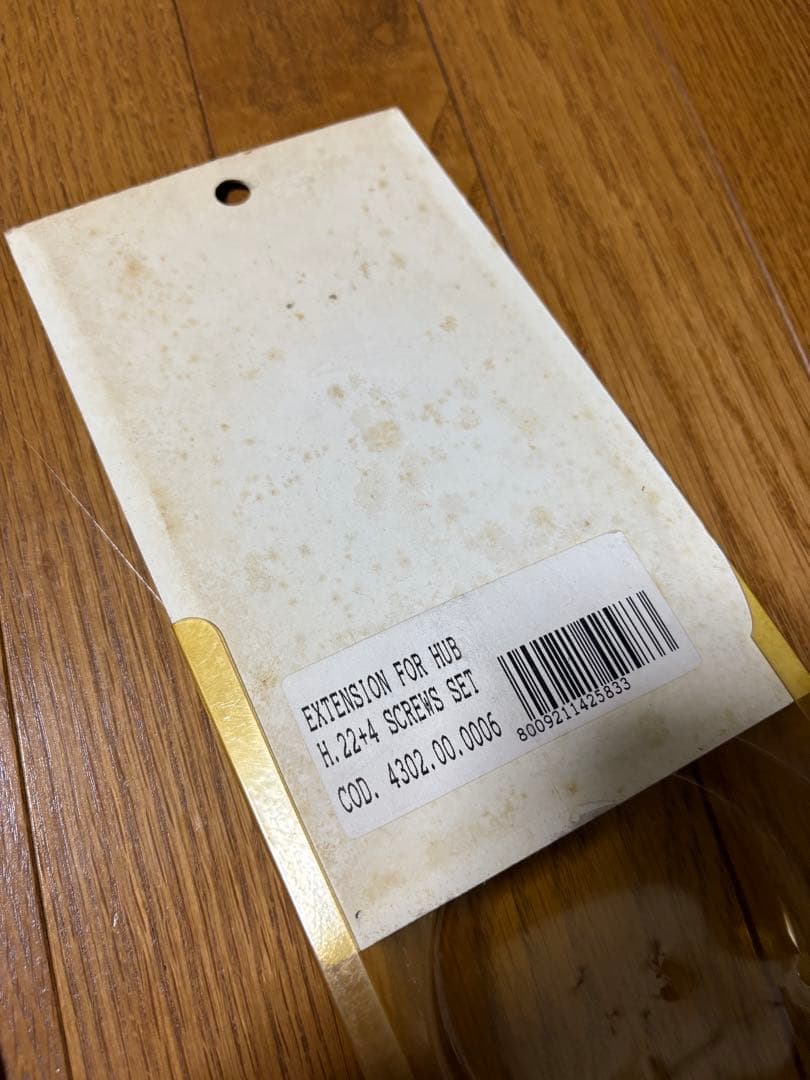 EXTENSION FOR HUB
H.22+4 SCREWS SET
COD. 4302.00.0006
8009211425833